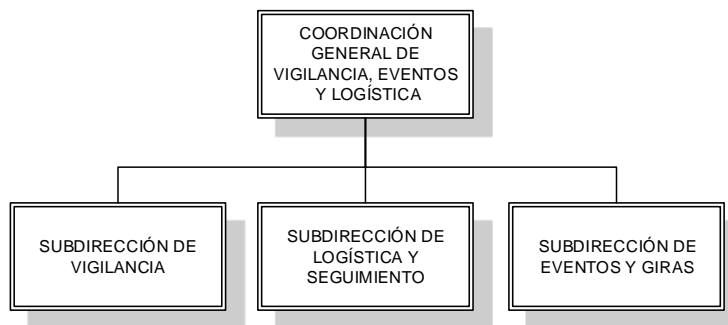 COORDINACIÓN
GENERAL DE
VIGILANCIA, EVENTOS
Y LOGÍSTICA
SUBDIRECCIÓN DE
VIGILANCIA
SUBDIRECCIÓN DE
LOGÍSTICA Y
SEGUIMIENTO
SUBDIRECCIÓN DE
EVENTOS Y GIRAS